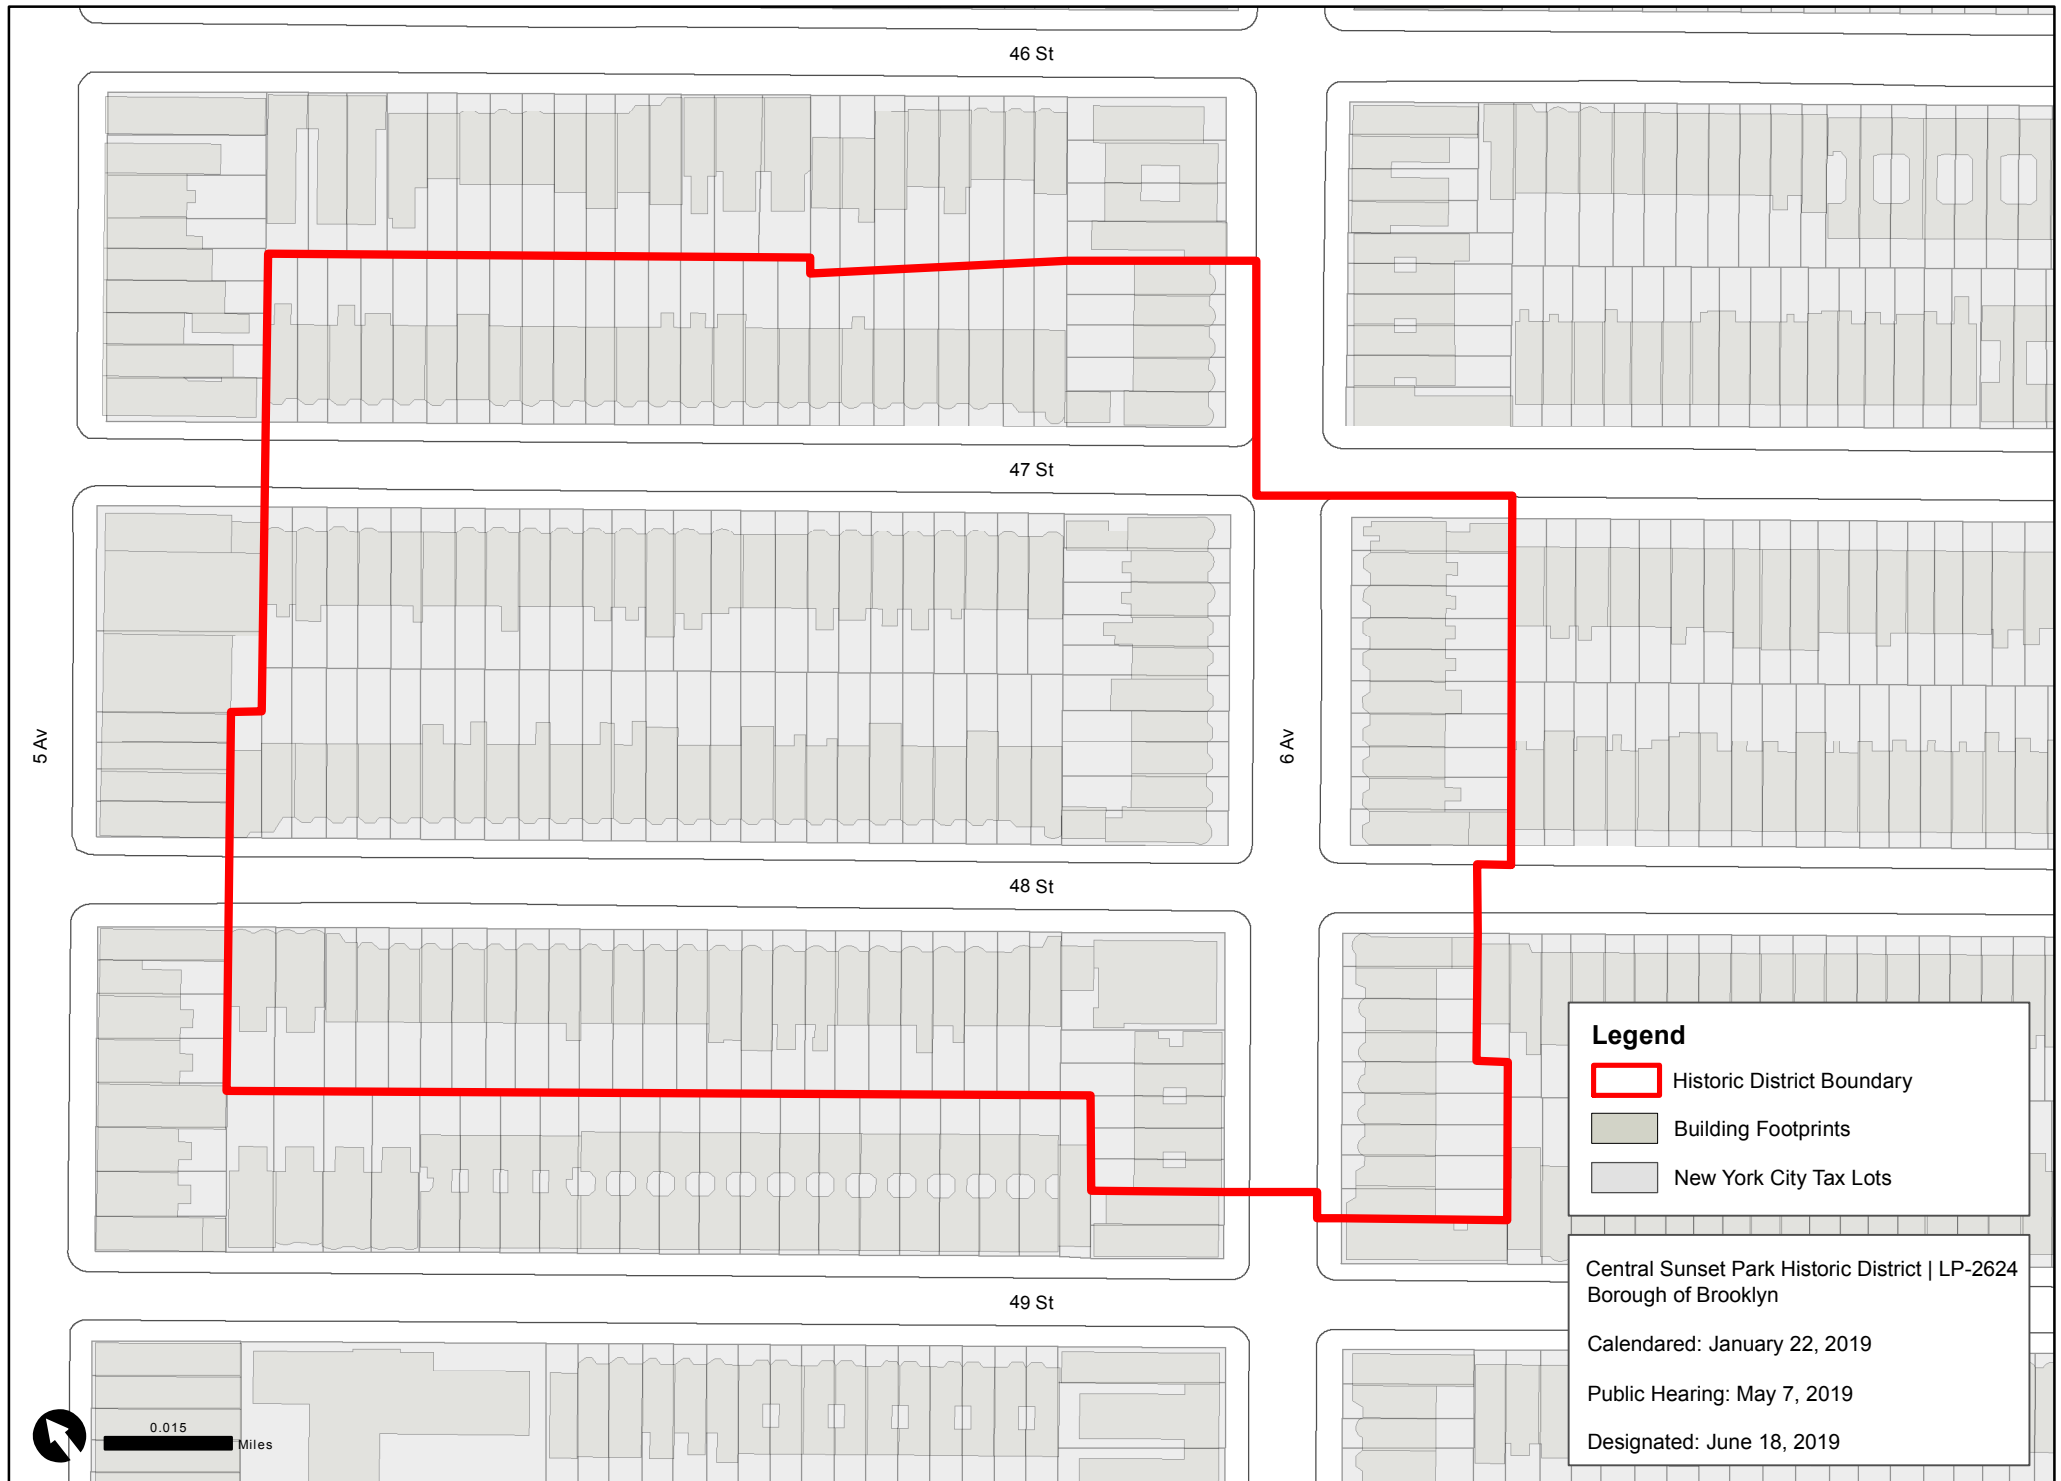 46 St
47 St
5 Av
6 Av
48 St
49 St
Legend
Historic District Boundary
Building Footprints
New York City Tax Lots
Central Sunset Park Historic District | LP-2624
Borough of Brooklyn
Calendared: January 22, 2019
Public Hearing: May 7, 2019
Designated: June 18, 2019
0.015
Miles